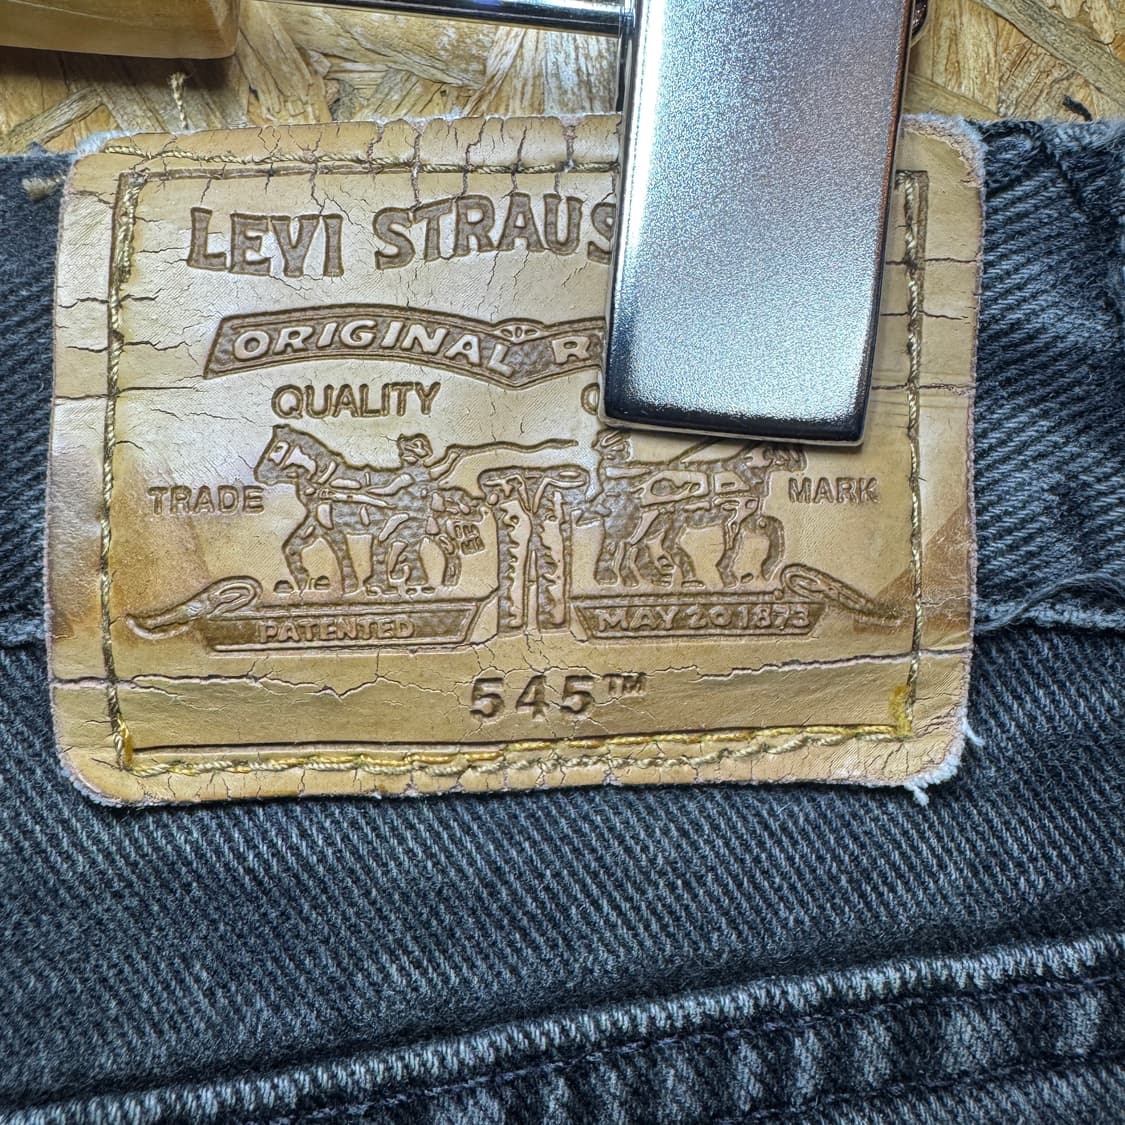 LEVI STRAUS
ORIGINAL R
QUALITY
TRADE MARK
PATENTED MAY 20 1873
545™